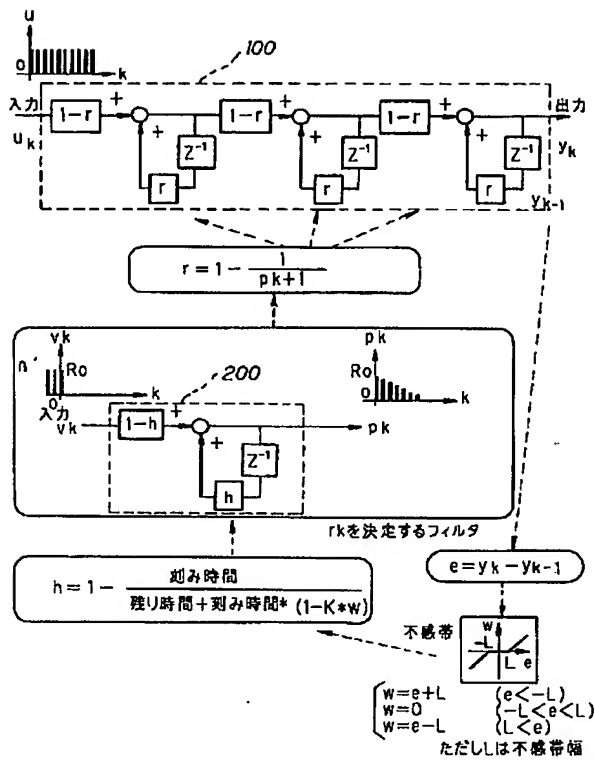 u
100
0
k
入力
1-r
+
+
1-r
+
+
1-r
+
+
出力
uk
Z-1
Z-1
Z-1
yk
r
r
r
yk-1
r = 1 - 1/(pk+1)
vk
pk
n'
Ro
200
Ro
0
k
0
k
入力
vk
1-h
+
+
pk
Z-1
h
rkを決定するフィルタ
h = 1 - 刻み時間
残り時間+刻み時間* (1-K*w)
e = yk - yk-1
不感帯
w
-L
L
e
w=e+L (e<-L)
w=0 (-L<e<L)
w=e-L (L<e)
ただしLは不感帯幅